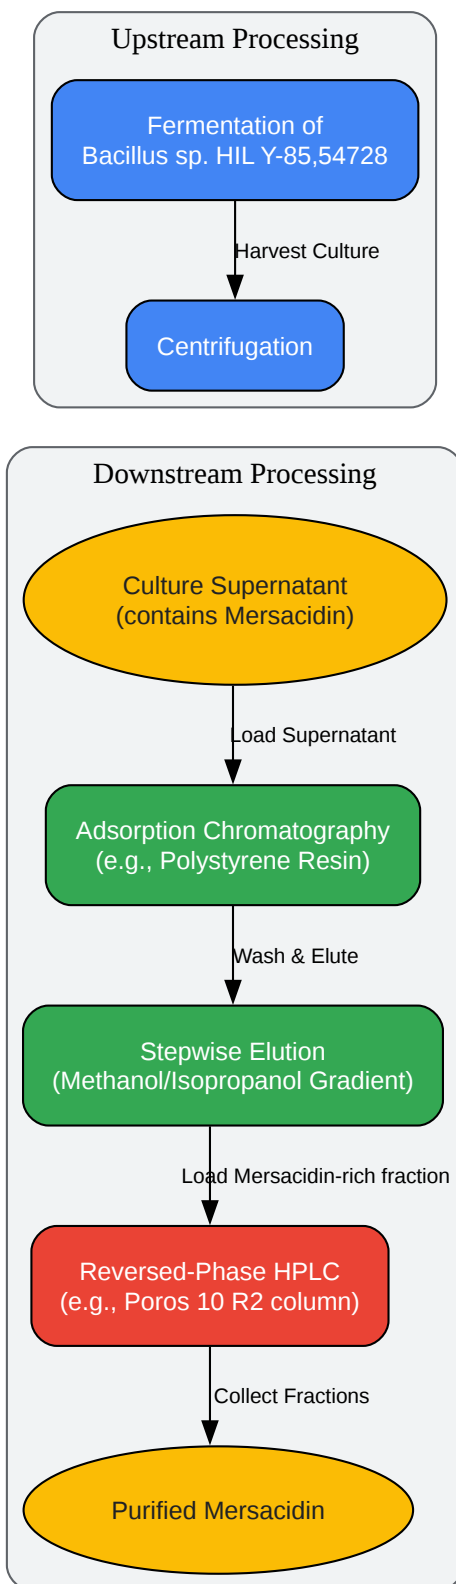 Upstream Processing
Fermentation of
Bacillus sp. HIL Y-85,54728
Harvest Culture
Centrifugation
Downstream Processing
Culture Supernatant
(contains Mersacidin)
Load Supernatant
Adsorption Chromatography
(e.g., Polystyrene Resin)
Wash & Elute
Stepwise Elution
(Methanol/Isopropanol Gradient)
Load Mersacidin-rich fraction
Reversed-Phase HPLC
(e.g., Poros 10 R2 column)
Collect Fractions
Purified Mersacidin